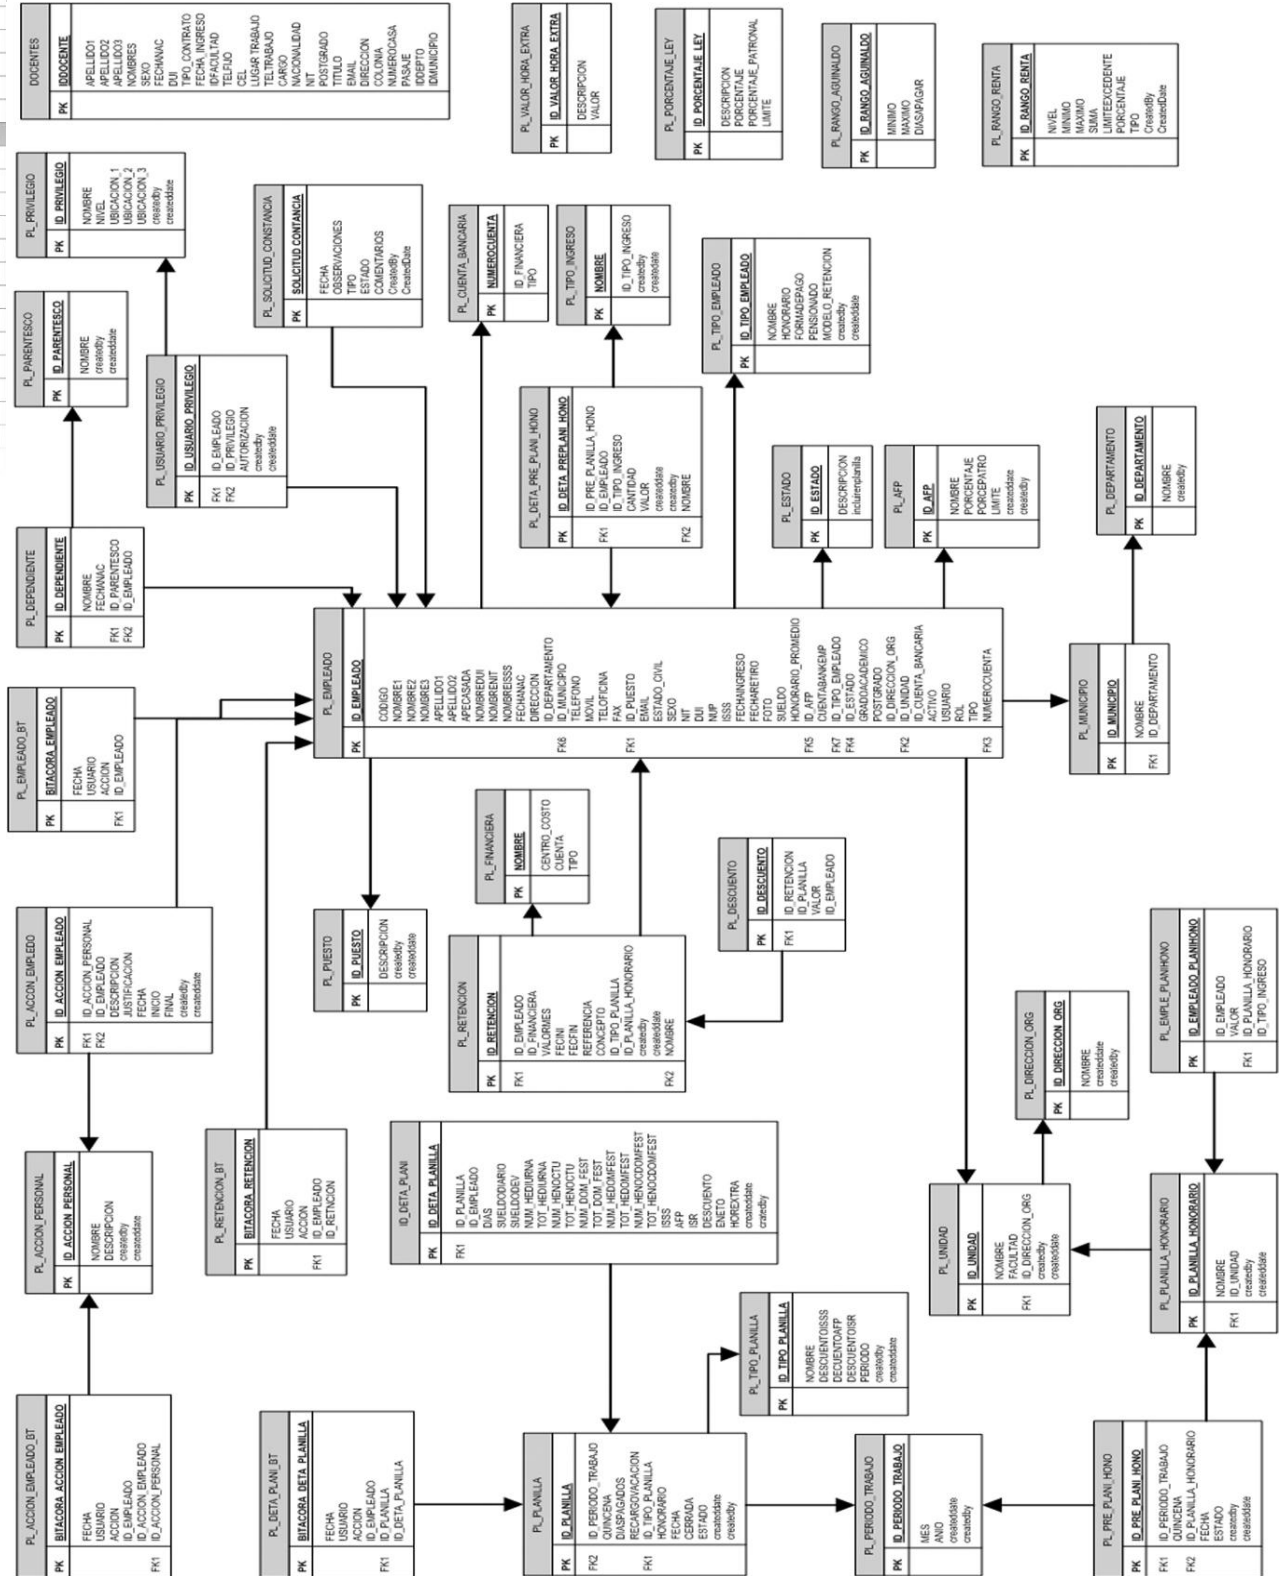 DOCENTES
PK IDDOCENTE
APELLIDO1
APELLIDO2
APELLIDO3
NOMBRES
SEXO
FECHANAC
DUI
TIPO_CONTRATO
FECHA_INGRESO
IDFACULTAD
TELFIJO
CEL
LUGAR TRABAJO
TELTRABAJO
CARGO
NACIONALIDAD
NIT
POSTGRADO
TITULO
EMAIL
DIRECCION
COLONIA
NUMEROCASA
PASAJE
IDDEPTO
IDMUNICIPIO
PL_VALOR_HORA_EXTRA
PK ID_VALOR_HORA_EXTRA
DESCRIPCION
VALOR
PL_PORCENTAJE_LEY
PK ID_PORCENTAJE_LEY
DESCRIPCION
PORCENTAJE
PORCENTAJE_PATRONAL
LIMITE
PL_RANGO_AGUINALDO
PK ID_RANGO_AGUINALDO
MINIMO
MAXIMO
DIASAPAGAR
PL_RANGO_RENTA
PK ID_RANGO_RENTA
NIVEL
MINIMO
MAXIMO
SUMA
LIMITEEXCEDENTE
PORCENTAJE
TIPO
CreatedBy
CreatedDate
PL_PRIVILEGIO
PK ID_PRIVILEGIO
NOMBRE
NIVEL
UBICACION_1
UBICACION_2
UBICACION_3
createdby
createddate
PL_SOLICITUD_CONSTANCIA
PK SOLICITUD CONTANCIA
FECHA
OBSERVACIONES
TIPO
ESTADO
COMENTARIOS
CreatedBy
CreatedDate
PL_CUENTA_BANCARIA
PK NUMEROCUENTA
ID_FINANCIERA
TIPO
PL_TIPO_INGRESO
PK NOMBRE
ID_TIPO_INGRESO
createdby
createddate
PL_TIPO_EMPLEADO
PK ID_TIPO_EMPLEADO
NOMBRE
HONORARIO
FORMADEPAGO
PENSIONADO
MODELO_RETENCION
createdby
createddate
PL_PARENTESCO
PK ID_PARENTESCO
NOMBRE
createdby
createddate
PL_USUARIO_PRIVILEGIO
PK ID_USUARIO_PRIVILEGIO
FK1 ID_EMPLEADO
FK2 ID_PRIVILEGIO
AUTORIZACION
createdby
createddate
PL_DETA_PRE_PLANI_HONO
PK ID_DETA_PREPLANI_HONO
ID_PRE_PLANILLA_HONO
FK1 ID_EMPLEADO
ID_TIPO_INGRESO
CANTIDAD
VALOR
createddate
createdby
FK2 NOMBRE
PL_ESTADO
PK ID_ESTADO
DESCRIPCION
incluirenplanilla
PL_AFP
PK ID_AFP
NOMBRE
PORCENTAJE
PORCEPATRO
LIMITE
createddate
createdby
PL_DEPARTAMENTO
PK ID_DEPARTAMENTO
NOMBRE
createdby
PL_DEPENDIENTE
PK ID_DEPENDIENTE
NOMBRE
FECHANAC
FK1 ID_PARENTESCO
FK2 ID_EMPLEADO
PL_EMPLEADO
PK ID_EMPLEADO
CODIGO
NOMBRE1
NOMBRE2
NOMBRE3
APELLIDO1
APELLIDO2
APECASADA
NOMBREDUI
NOMBRENIT
NOMBREISSS
FECHANAC
DIRECCION
ID_DEPARTAMENTO
FK6 ID_MUNICIPIO
TELEFONO
MOVIL
TELOFICINA
FAX
FK1 ID_PUESTO
EMAIL
ESTADO_CIVIL
SEXO
NIT
DUI
NUP
ISSS
FECHAINGRESO
FECHARETIRO
FOTO
SUELDO
HONORARIO_PROMEDIO
FK5 ID_AFP
CUENTABANKEMP
FK7 ID_TIPO_EMPLEADO
FK4 ID_ESTADO
GRADOACADEMICO
POSTGRADO
ID_DIRECCION_ORG
FK2 ID_UNIDAD
ID_CUENTA_BANCARIA
ACTIVO
USUARIO
ROL
TIPO
FK3 NUMEROCUENTA
PL_MUNICIPIO
PK ID_MUNICIPIO
NOMBRE
FK1 ID_DEPARTAMENTO
PL_EMPLEADO_BT
PK BITACORA_EMPLEADO
FECHA
USUARIO
ACCION
FK1 ID_EMPLEADO
PL_FINANCIERA
PK NOMBRE
CENTRO_COSTO
CUENTA
TIPO
PL_DESCUENTO
PK ID_DESCUENTO
FK1 ID_RETENCION
ID_PLANILLA
VALOR
ID_EMPLEADO
PL_ACCON_EMPLEDO
PK ID_ACCION_EMPLEADO
FK1 ID_ACCION_PERSONAL
FK2 ID_EMPLEADO
DESCRIPCION
JUSTIFICACION
FECHA
INICIO
FINAL
createdby
createddate
PL_PUESTO
PK ID_PUESTO
DESCRIPCION
createdby
createddate
PL_RETENCION
PK ID_RETENCION
FK1 ID_EMPLEADO
ID_FINANCIERA
VALORMES
FECINI
FECFIN
REFERENCIA
CONCEPTO
ID_TIPO_PLANILLA
ID_PLANILLA_HONORARIO
createdby
createddate
FK2 NOMBRE
PL_DIRECCION_ORG
PK ID_DIRECCION_ORG
NOMBRE
createddate
createdby
PL_EMPLE_PLANIHONO
PK ID_EMPLEADO_PLANIHONO
ID_EMPLEADO
VALOR
FK1 ID_PLANILLA_HONORARIO
ID_TIPO_INGRESO
PL_ACCION_PERSONAL
PK ID_ACCION_PERSONAL
NOMBRE
DESCRIPCION
createdby
createddate
PL_RETENCION_BT
PK BITACORA_RETENCION
FECHA
USUARIO
ACCION
FK1 ID_EMPLEADO
ID_RETNCION
ID_DETA_PLANI
PK ID_DETA_PLANILLA
FK1 ID_PLANILLA
ID_EMPLEADO
DIAS
SUELDODIARIO
SUELDODEV
NUM_HEDIURNA
TOT_HEDIURNA
NUM_HENOCTU
TOT_HENOCTU
NUM_DOM_FEST
TOT_DOM_FEST
NUM_HEDOMFEST
TOT_HEDOMFEST
NUM_HENOCDOMFEST
TOT_HENOCDOMFEST
ISSS
AFP
ISR
DESCUENTO
ENETO
HOREXTRA
createddate
cratedby
PL_UNIDAD
PK ID_UNIDAD
NOMBRE
FACULTAD
FK1 ID_DIRECCION_ORG
createdby
createddate
PL_PLANILLA_HONORARIO
PK ID_PLANILLA_HONORARIO
NOMBRE
FK1 ID_UNIDAD
createdby
createddate
PL_ACCION_EMPLEADO_BT
PK BITACORA ACCION_EMPLEADO
FECHA
USUARIO
ACCION
ID_EMPLEADO
ID_ACCION_EMPLEADO
FK1 ID_ACCION_PERSONAL
PL_DETA_PLANI_BT
PK BITACORA_DETA_PLANILLA
FECHA
USUARIO
ACCION
ID_EMPLEADO
FK1 ID_PLANILLA
ID_DETA_PLANILLA
PL_PLANILLA
PK ID_PLANILLA
FK2 ID_PERIODO_TRABAJO
QUINCENA
DIASPAGADOS
RECARGOVACACION
FK1 ID_TIPO_PLANILLA
HONORARIO
FECHA
CERRADA
ESTADO
createddate
createdby
PL_TIPO_PLANILLA
PK ID_TIPO_PLANILLA
NOMBRE
DESCUENTOISSS
DECUENTOAFP
DESCUENTOISR
PERIODO
createdby
createddate
PL_PERIODO_TRABAJO
PK ID_PERIODO_TRABAJO
MES
ANIO
createddate
createdby
PL_PRE_PLANI_HONO
PK ID_PRE_PLANI_HONO
FK1 ID_PERIODO_TRABAJO
QUINCENA
FK2 ID_PLANILLA_HONORARIO
FECHA
ESTADO
createdby
createddate